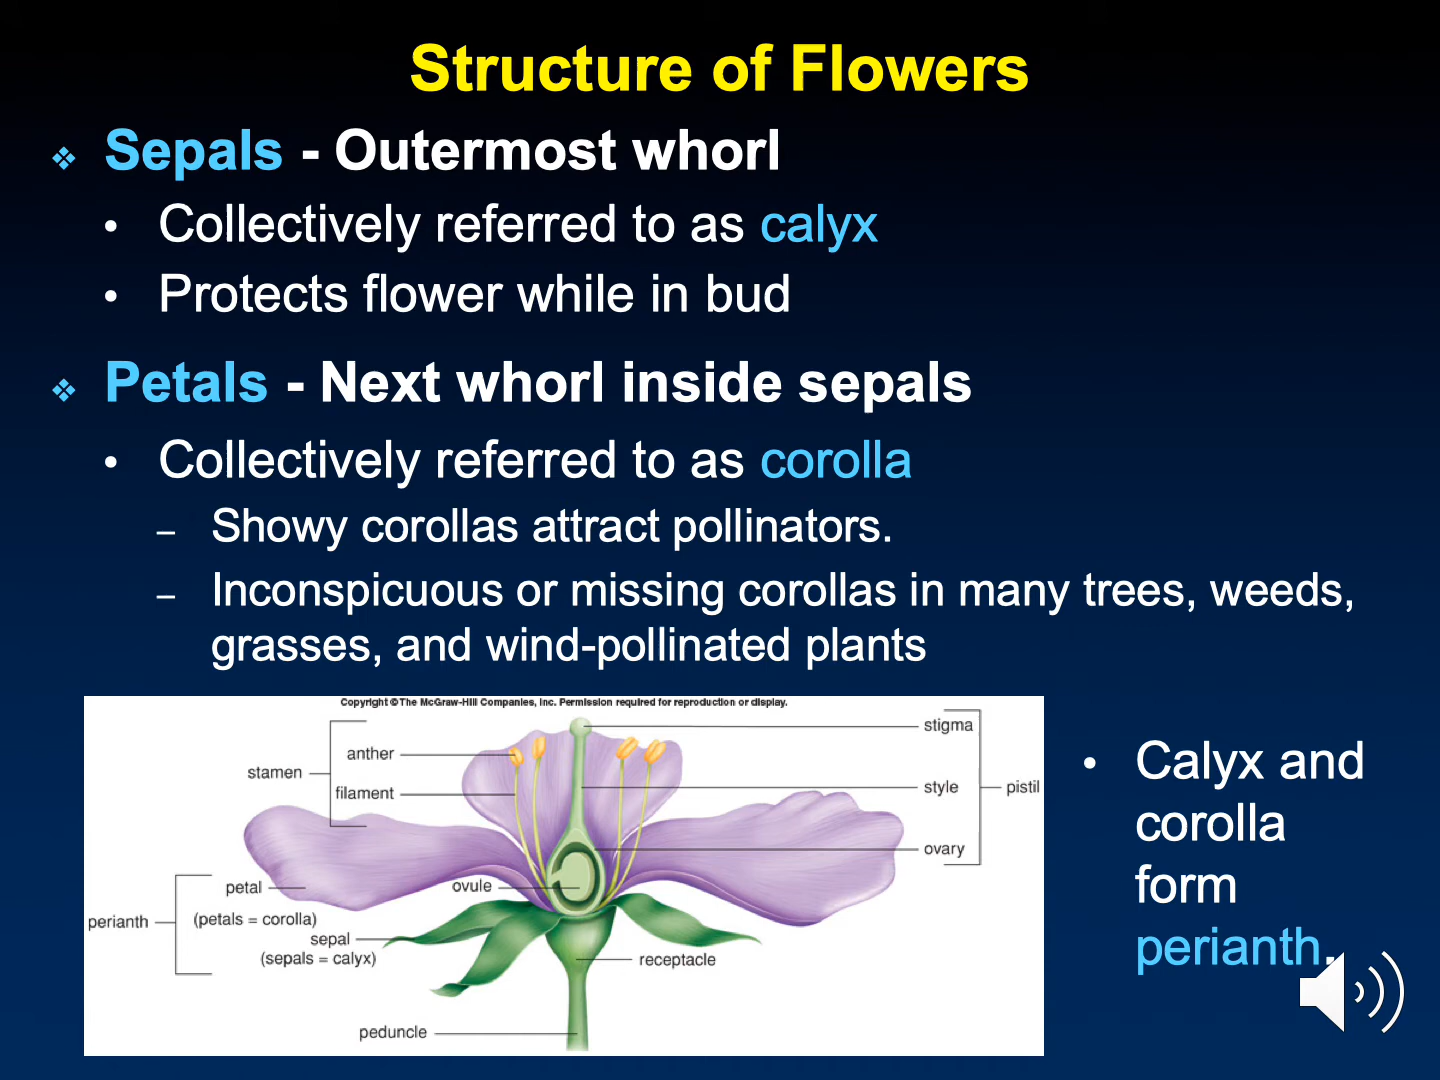 Structure of Flowers
❖ Sepals - Outermost whorl
• Collectively referred to as calyx
• Protects flower while in bud
❖ Petals - Next whorl inside sepals
• Collectively referred to as corolla
– Showy corollas attract pollinators.
– Inconspicuous or missing corollas in many trees, weeds,
grasses, and wind-pollinated plants
Copyright © The McGraw-Hill Companies, Inc. Permission required for reproduction or display.
stamen
anther
filament
stigma
style
ovary
pistil
perianth
petal
(petals = corolla)
sepal
(sepals = calyx)
ovule
receptacle
peduncle
• Calyx and
corolla
form
perianth.